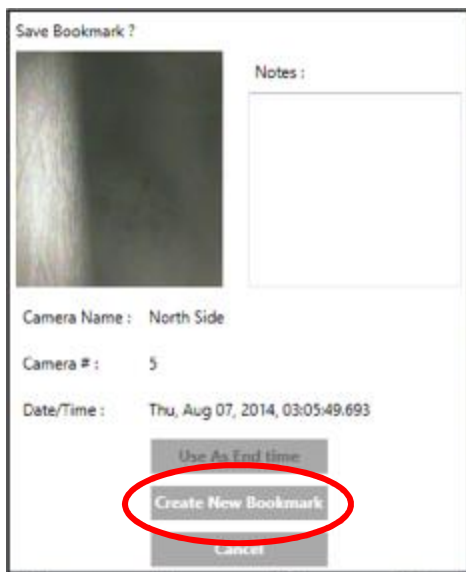 Save Bookmark ?
Notes :
Camera Name : North Side
Camera # : 5
Date/Time : Thu, Aug 07, 2014, 03:05:49.693
Use As End time
Create New Bookmark
Cancel